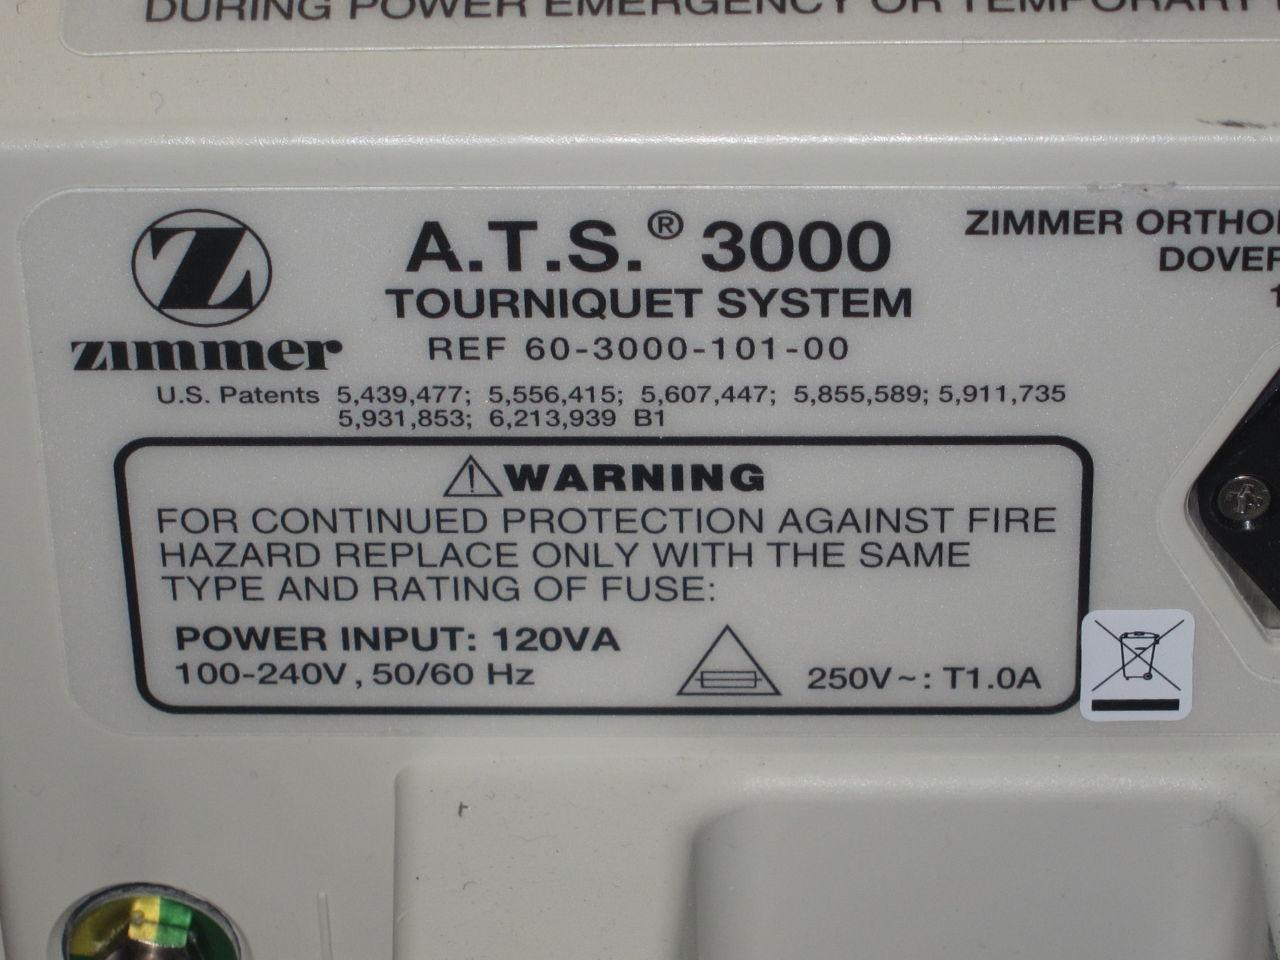 DURING POWER EMERGENCY OR TEMPORARY
Z
zimmer
A.T.S.® 3000
TOURNIQUET SYSTEM
REF 60-3000-101-00
ZIMMER
DOVER
U.S. Patents 5,439,477; 5,556,415; 5,607,447; 5,855,589; 5,911,735
5,931,853; 6,213,939 B1
WARNING
FOR CONTINUED PROTECTION AGAINST FIRE
HAZARD REPLACE ONLY WITH THE SAME
TYPE AND RATING OF FUSE:
POWER INPUT: 120VA
100-240V, 50/60 Hz
250V~: T1.0A